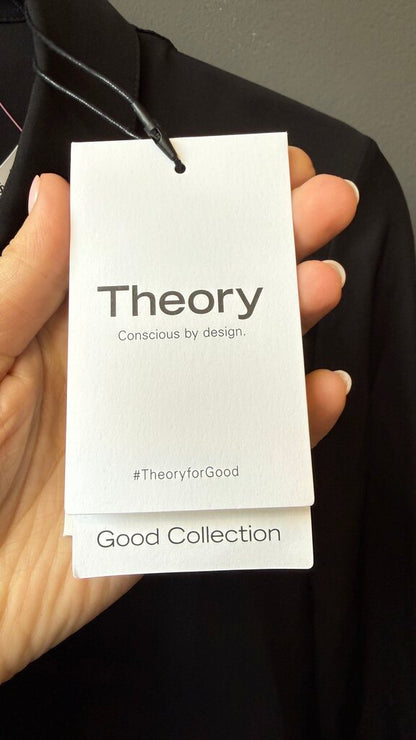 Theory
Conscious by design.
#TheoryforGood
Good Collection